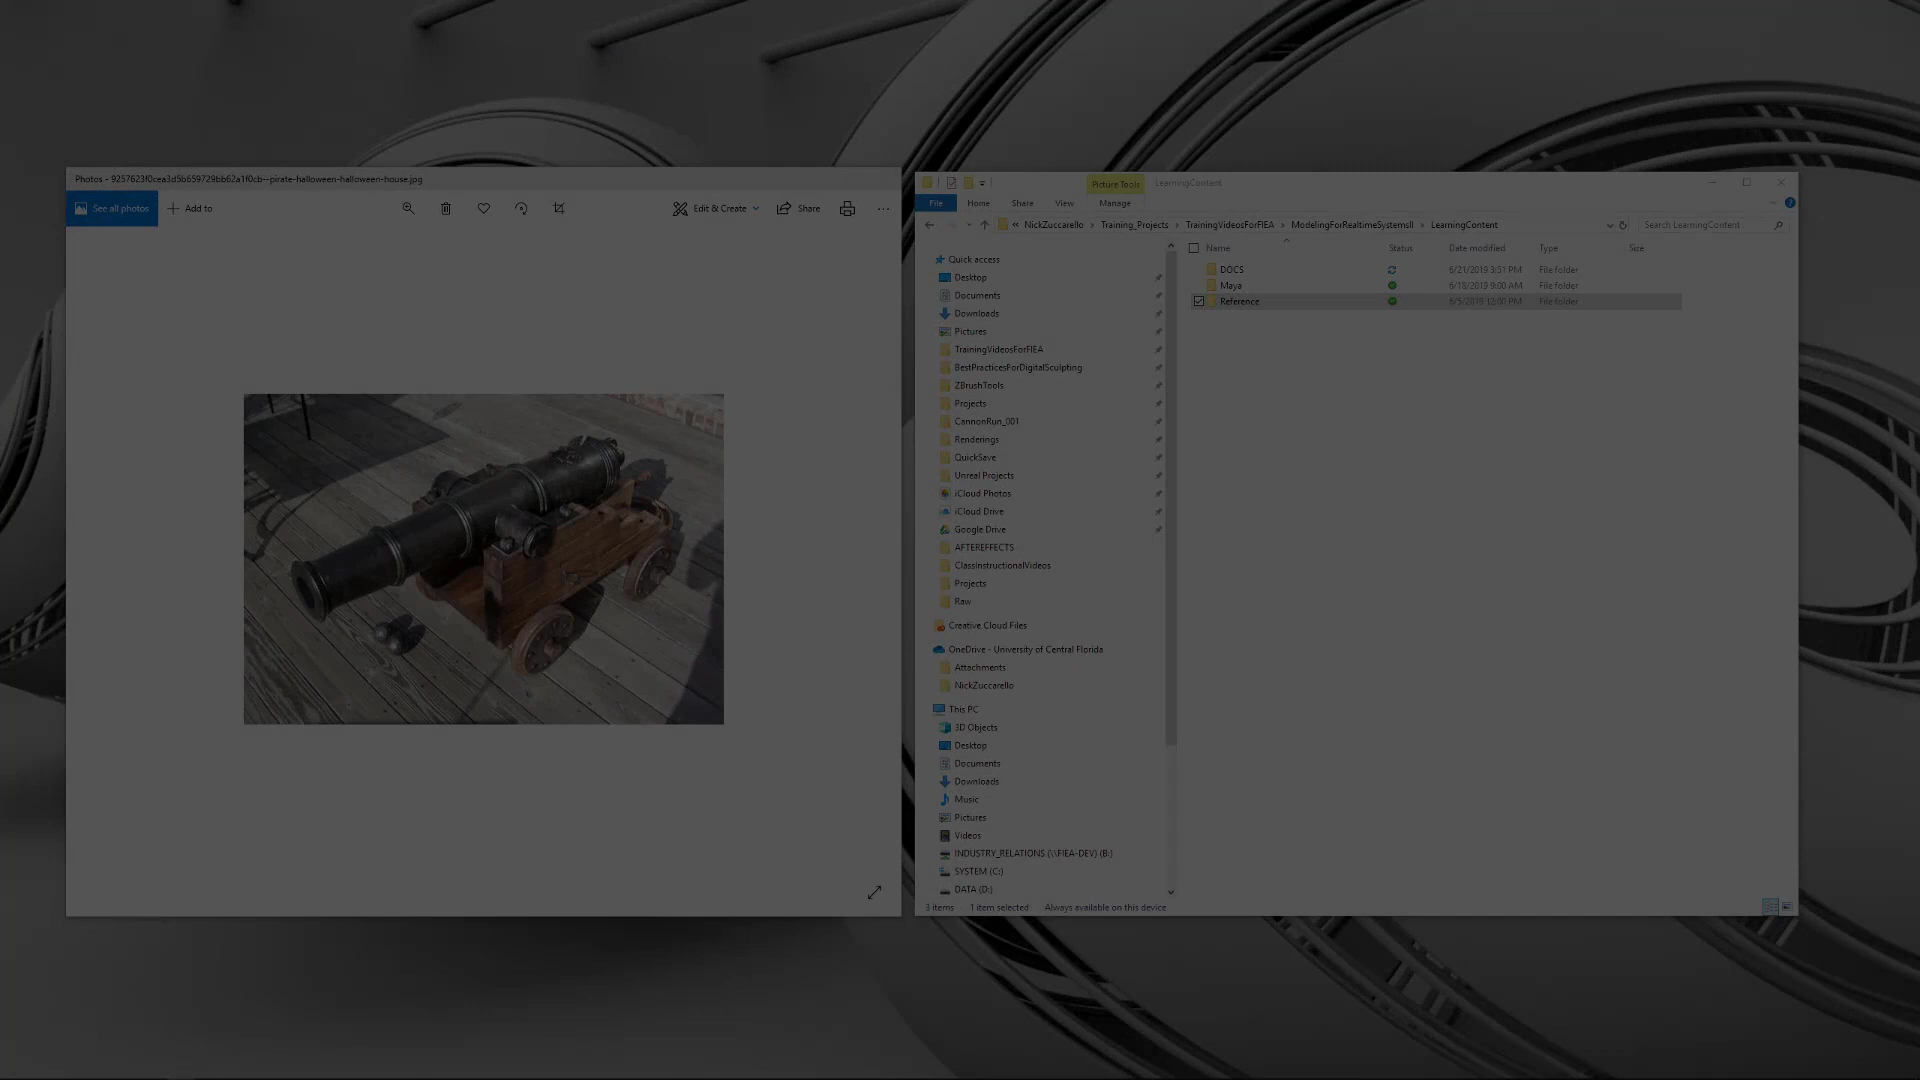 Photos - 9257623f0cea3d5b659729bb62a1f0cb--pirate-halloween-halloween-house.jpg
See all photos
Add to
Edit & Create
Share
Picture Tools
LearningContent
File
Home
Share
View
Manage
« NickZuccarello > Training_Projects > TrainingVideosForFIEA > ModelingForRealtimeSystemsII > LearningContent
Search LearningContent
Name
Status
Date modified
Type
Size
DOCS
6/21/2019 3:51 PM
File folder
Maya
6/18/2019 9:00 AM
File folder
Reference
6/5/2019 12:00 PM
File folder
Quick access
Desktop
Documents
Downloads
Pictures
TrainingVideosForFIEA
BestPracticesForDigitalSculpting
ZBrushTools
Projects
CannonRun_001
Renderings
QuickSave
Unreal Projects
iCloud Photos
iCloud Drive
Google Drive
AFTEREFFECTS
ClassInstructionalVideos
Projects
Raw
Creative Cloud Files
OneDrive - University of Central Florida
Attachments
NickZuccarello
This PC
3D Objects
Desktop
Documents
Downloads
Music
Pictures
Videos
INDUSTRY_RELATIONS (\\FIEA-DEV) (B:)
SYSTEM (C:)
DATA (D:)
3 items
1 item selected
Always available on this device